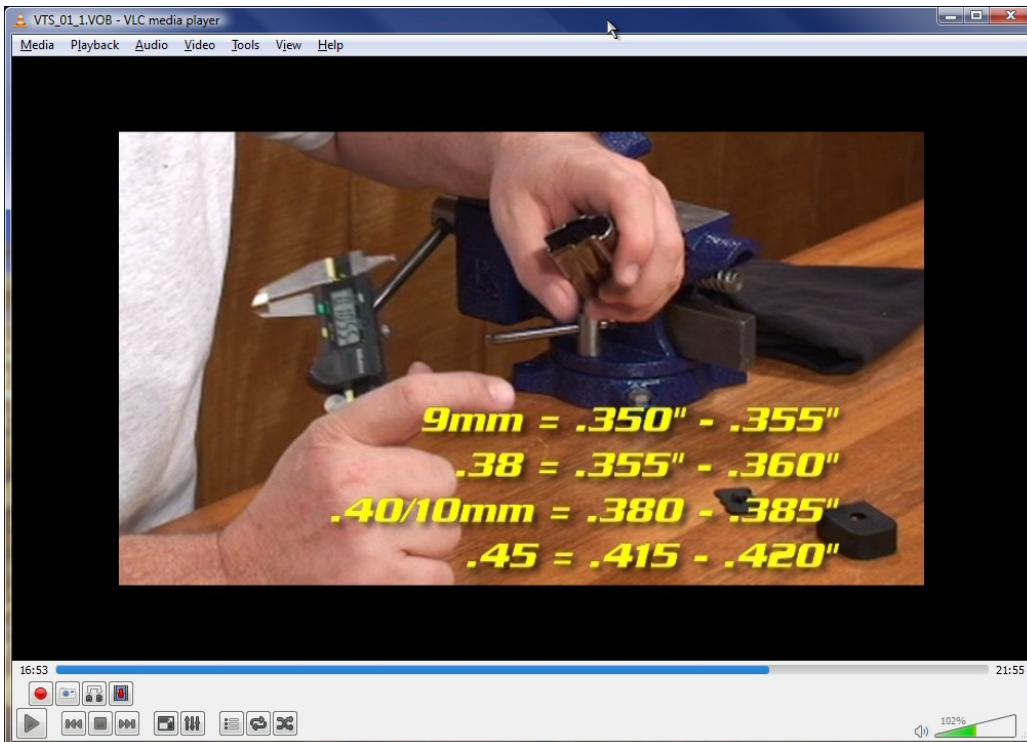 VTS_01_1.VOB - VLC media player
Media Playback Audio Video Tools View Help
9mm = .350" - .355"
.38 = .355" - .360"
.40/10mm = .380 - .385"
.45 = .415 - .420"
16:53 21:55
102%